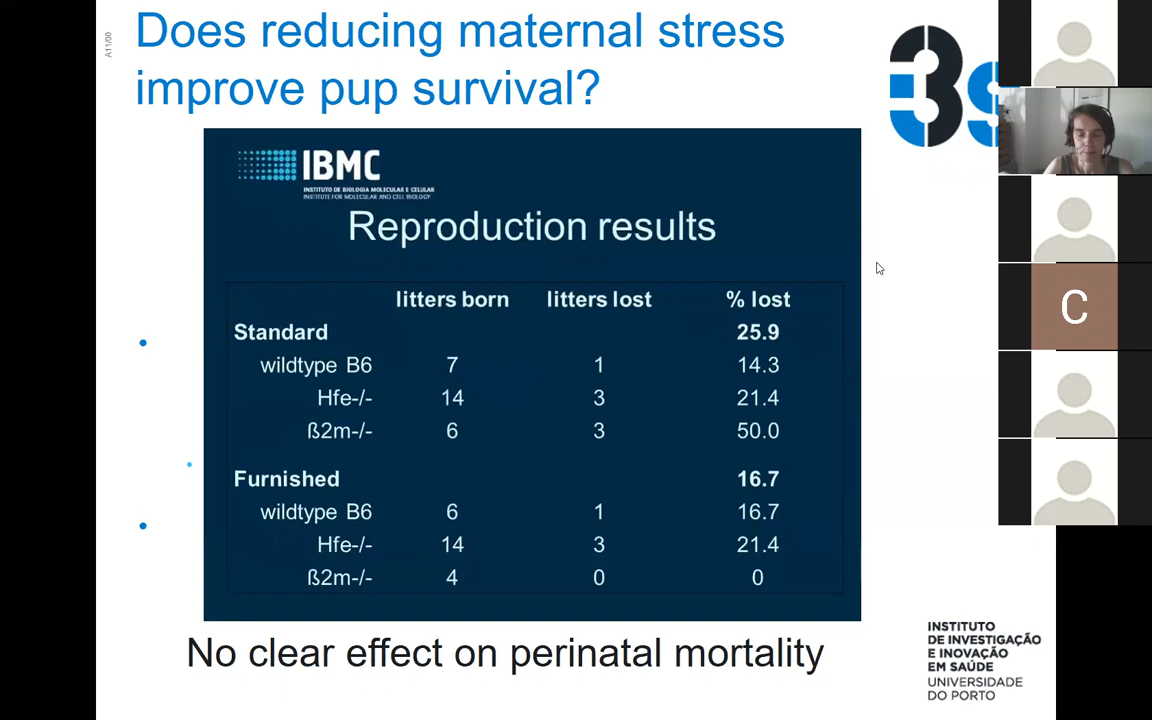 A11/00
Does reducing maternal stress
improve pup survival?
3s
IBMC
INSTITUTO DE BIOLOGIA MOLECULAR E CELULAR
INSTITUTE FOR MOLECULAR AND CELL BIOLOGY
Reproduction results
litters born litters lost % lost
Standard 25.9
wildtype B6 7 1 14.3
Hfe-/- 14 3 21.4
ß2m-/- 6 3 50.0
Furnished 16.7
wildtype B6 6 1 16.7
Hfe-/- 14 3 21.4
ß2m-/- 4 0 0
No clear effect on perinatal mortality
C
INSTITUTO
DE INVESTIGAÇÃO
E INOVAÇÃO
EM SAÚDE
UNIVERSIDADE
DO PORTO